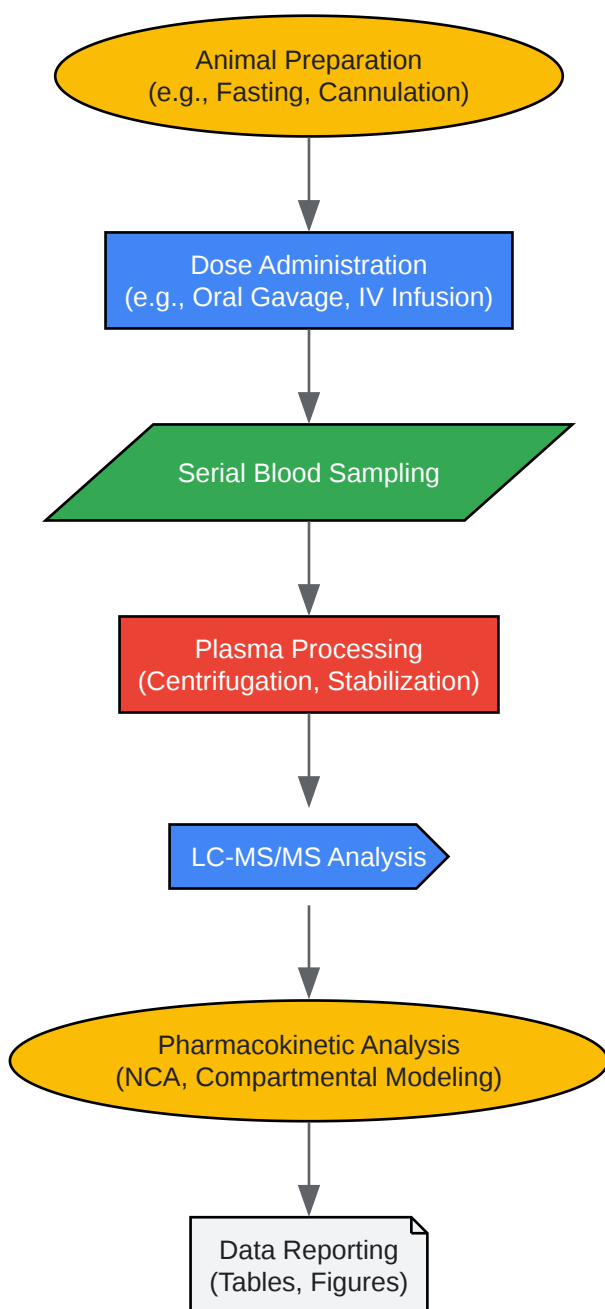 Animal Preparation
(e.g., Fasting, Cannulation)
Dose Administration
(e.g., Oral Gavage, IV Infusion)
Serial Blood Sampling
Plasma Processing
(Centrifugation, Stabilization)
LC-MS/MS Analysis
Pharmacokinetic Analysis
(NCA, Compartmental Modeling)
Data Reporting
(Tables, Figures)